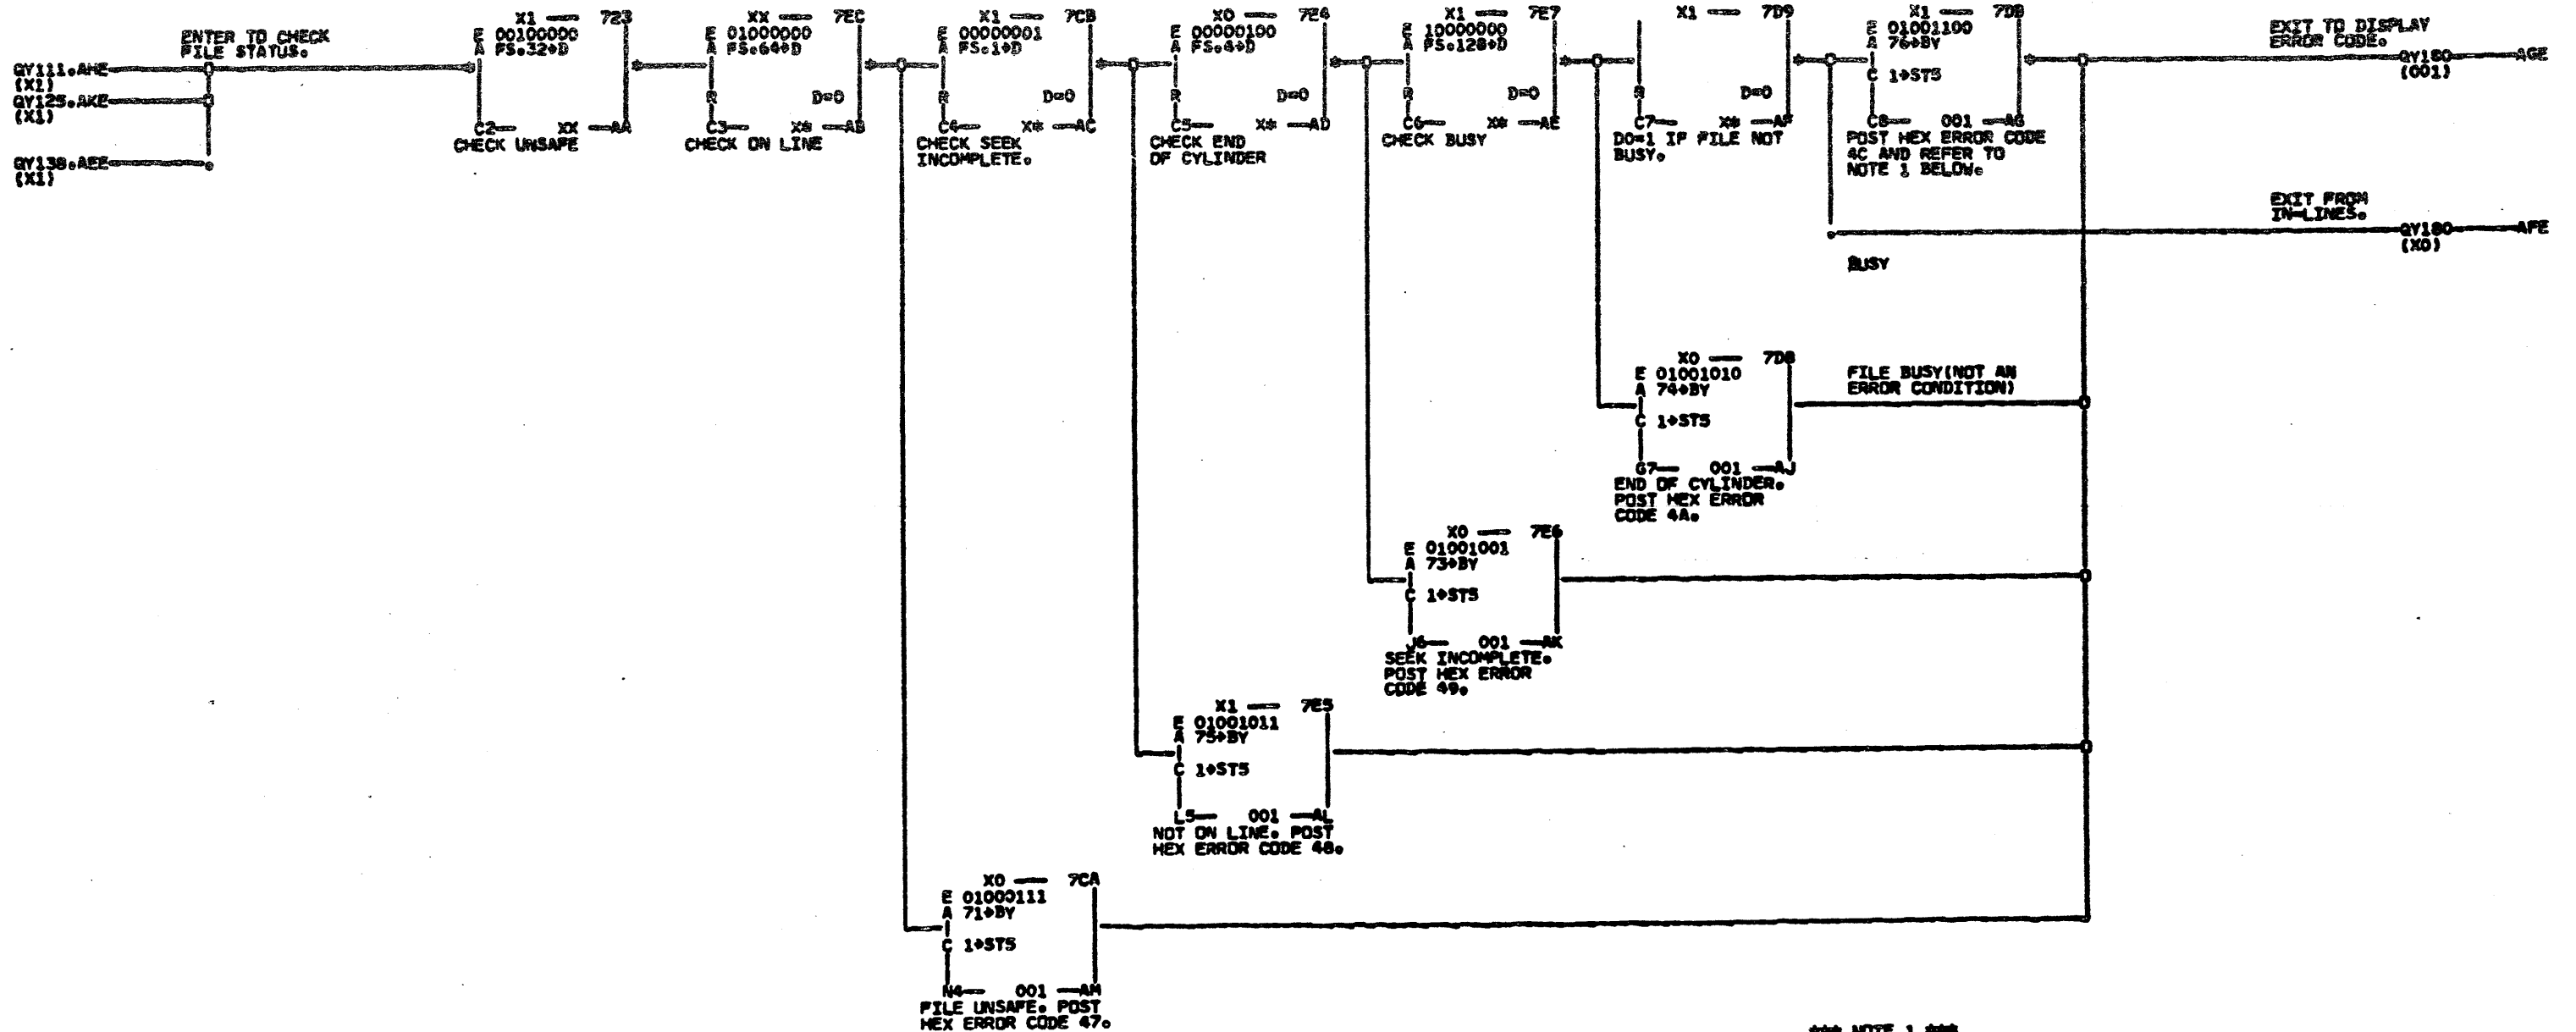 ENTER TO CHECK
FILE STATUS.
QY111.AHE
(X1)
QY125.AKE
(X1)
QY138.AEE
(X1)
X1 — 723
E 00100000
A FS.32→D
C2— XX —AA
CHECK UNSAFE
XX — 7EC
E 01000000
A FS.64→D
R D=0
C3— X* —AB
CHECK ON LINE
X1 — 7CB
E 00000001
A FS.1→D
R D=0
C4— X* —AC
CHECK SEEK
INCOMPLETE.
X0 — 7E4
E 00000100
A FS.4→D
R D=0
C5— X* —AD
CHECK END
OF CYLINDER
X1 — 7E7
E 10000000
A FS.128→D
R D=0
C6— X* —AE
CHECK BUSY
X1 — 7D9
R D=0
C7— X* —AF
D0=1 IF FILE NOT
BUSY.
X1 — 7DB
E 01001100
A 76→BY
C 1→ST5
C8— 001 —AG
POST HEX ERROR CODE
4C AND REFER TO
NOTE 1 BELOW.
EXIT TO DISPLAY
ERROR CODE.
QY180 AGE
(001)
EXIT FROM
IN-LINES.
QY180 AFE
(X0)
BUSY
X0 — 7D8
E 01001010
A 74→BY
C 1→ST5
G7— 001 —AJ
END OF CYLINDER.
POST HEX ERROR
CODE 4A.
FILE BUSY(NOT AN
ERROR CONDITION)
X0 — 7E6
E 01001001
A 73→BY
C 1→ST5
J6— 001 —AK
SEEK INCOMPLETE.
POST HEX ERROR
CODE 49.
X1 — 7E5
E 01001011
A 75→BY
C 1→ST5
L5— 001 —AL
NOT ON LINE. POST
HEX ERROR CODE 48.
X0 — 7CA
E 01000111
A 71→BY
C 1→ST5
N4— 001 —AM
FILE UNSAFE. POST
HEX ERROR CODE 47.
*** NOTE 1 ***